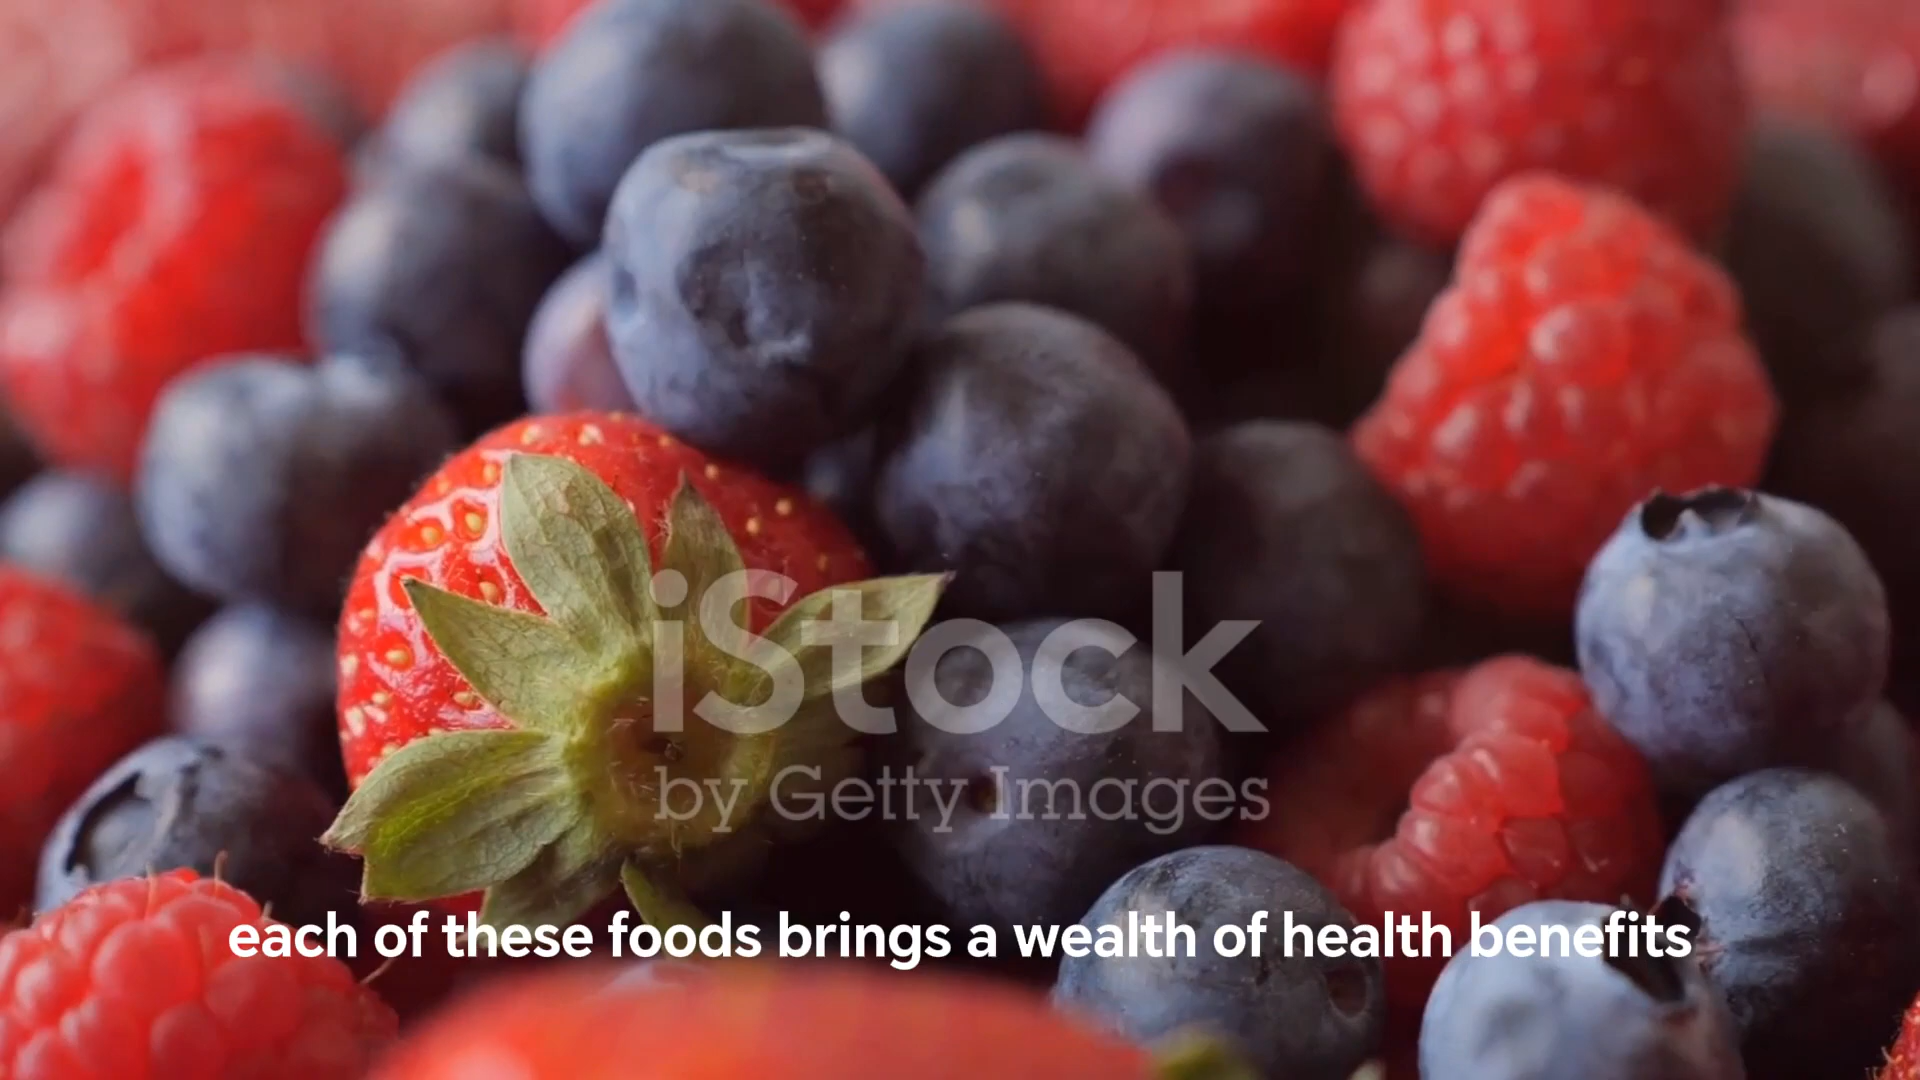 iStock
by Getty Images
each of these foods brings a wealth of health benefits